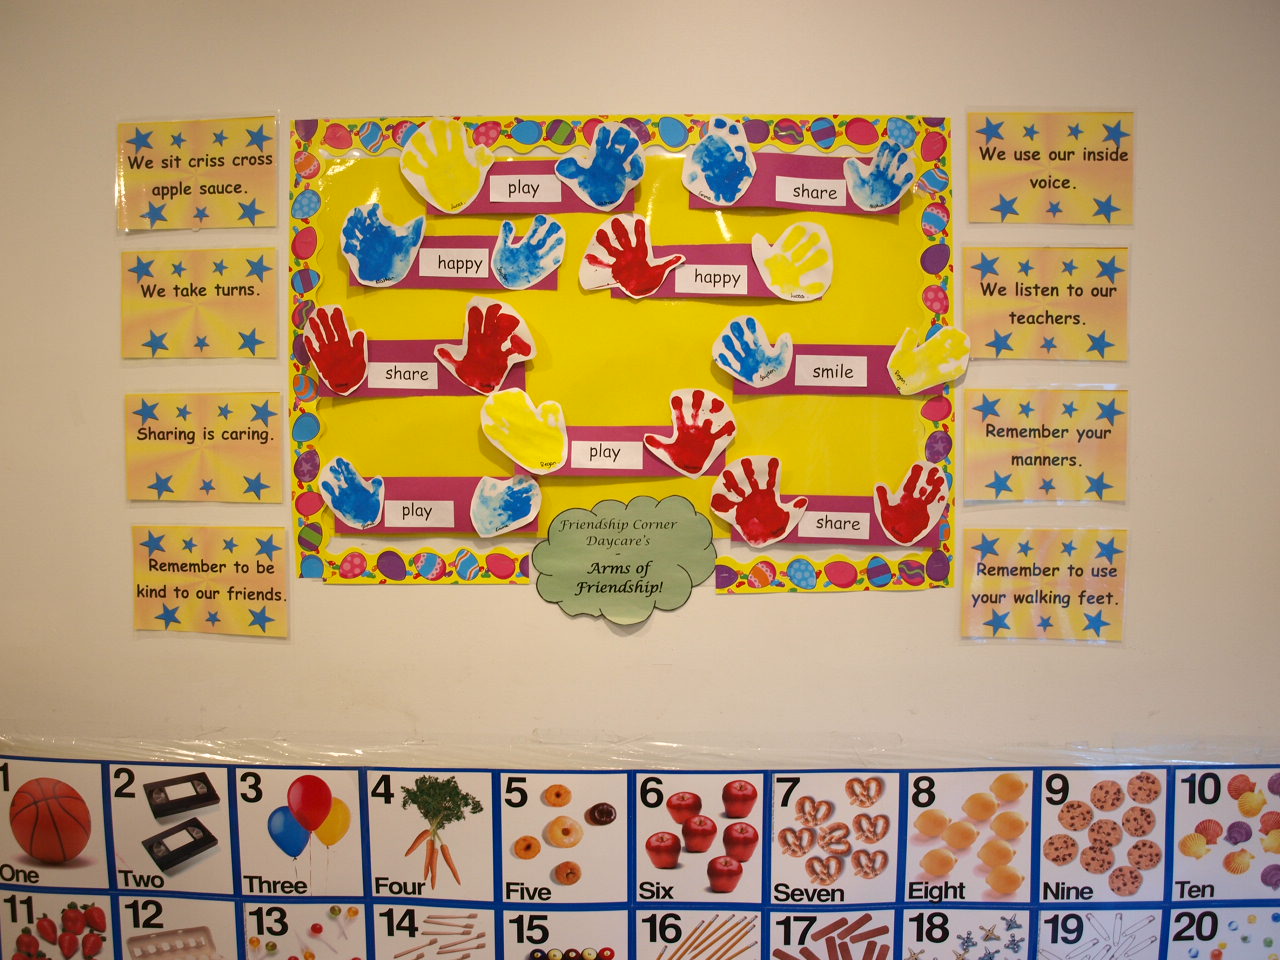 We sit criss cross
apple sauce.
We take turns.
Sharing is caring.
Remember to be
kind to our friends.
play
share
happy
happy
share
smile
play
play
share
Friendship Corner
Daycare's
-
Arms of
Friendship!
We use our inside
voice.
We listen to our
teachers.
Remember your
manners.
Remember to use
your walking feet.
1
One
2
Two
3
Three
4
Four
5
Five
6
Six
7
Seven
8
Eight
9
Nine
10
Ten
11
12
13
14
15
16
17
18
19
20